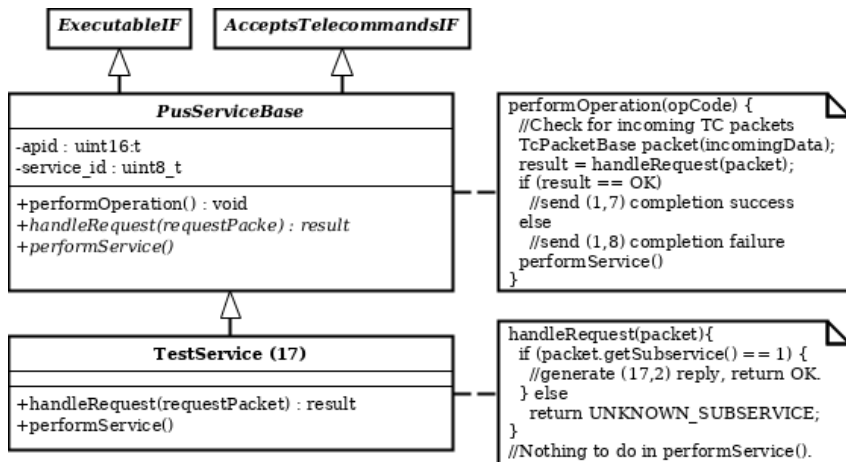 ExecutableIF
AcceptsTelecommandsIF
PusServiceBase
-apid : uint16:t
-service_id : uint8_t
+performOperation() : void
+handleRequest(requestPacke) : result
+performService()
performOperation(opCode) {
//Check for incoming TC packets
TcPacketBase packet(incomingData);
result = handleRequest(packet);
if (result == OK)
//send (1,7) completion success
else
//send (1,8) completion failure
performService()
}
TestService (17)
+handleRequest(requestPacket) : result
+performService()
handleRequest(packet){
if (packet.getSubservice() == 1) {
//generate (17,2) reply, return OK.
} else
return UNKNOWN_SUBSERVICE;
}
//Nothing to do in performService().